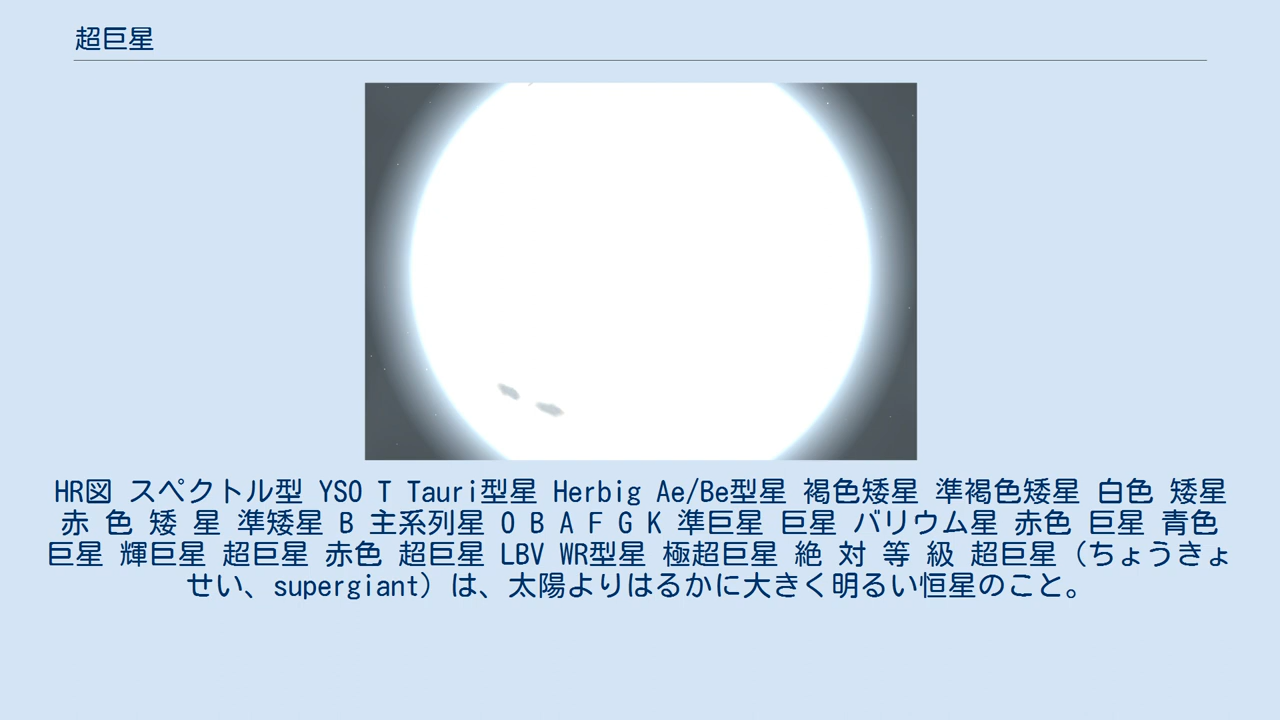 超巨星
HR図 スペクトル型 YSO T Tauri型星 Herbig Ae/Be型星 褐色矮星 準褐色矮星 白色 矮星
赤 色 矮 星 準矮星 B 主系列星 O B A F G K 準巨星 巨星 バリウム星 赤色 巨星 青色
巨星 輝巨星 超巨星 赤色 超巨星 LBV WR型星 極超巨星 絶 対 等 級 超巨星（ちょうきょ
せい、supergiant）は、太陽よりはるかに大きく明るい恒星のこと。